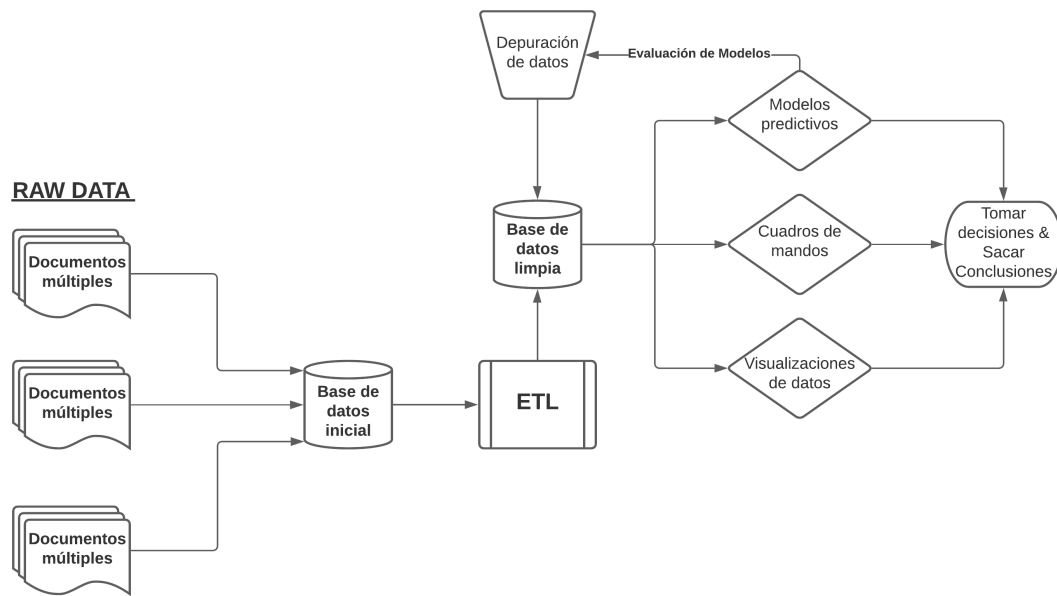 RAW DATA
Documentos
múltiples
Documentos
múltiples
Documentos
múltiples
Base de
datos
inicial
ETL
Base de
datos
limpia
Depuración
de datos
Evaluación de Modelos
Modelos
predictivos
Cuadros de
mandos
Visualizaciones
de datos
Tomar
decisiones &
Sacar
Conclusiones